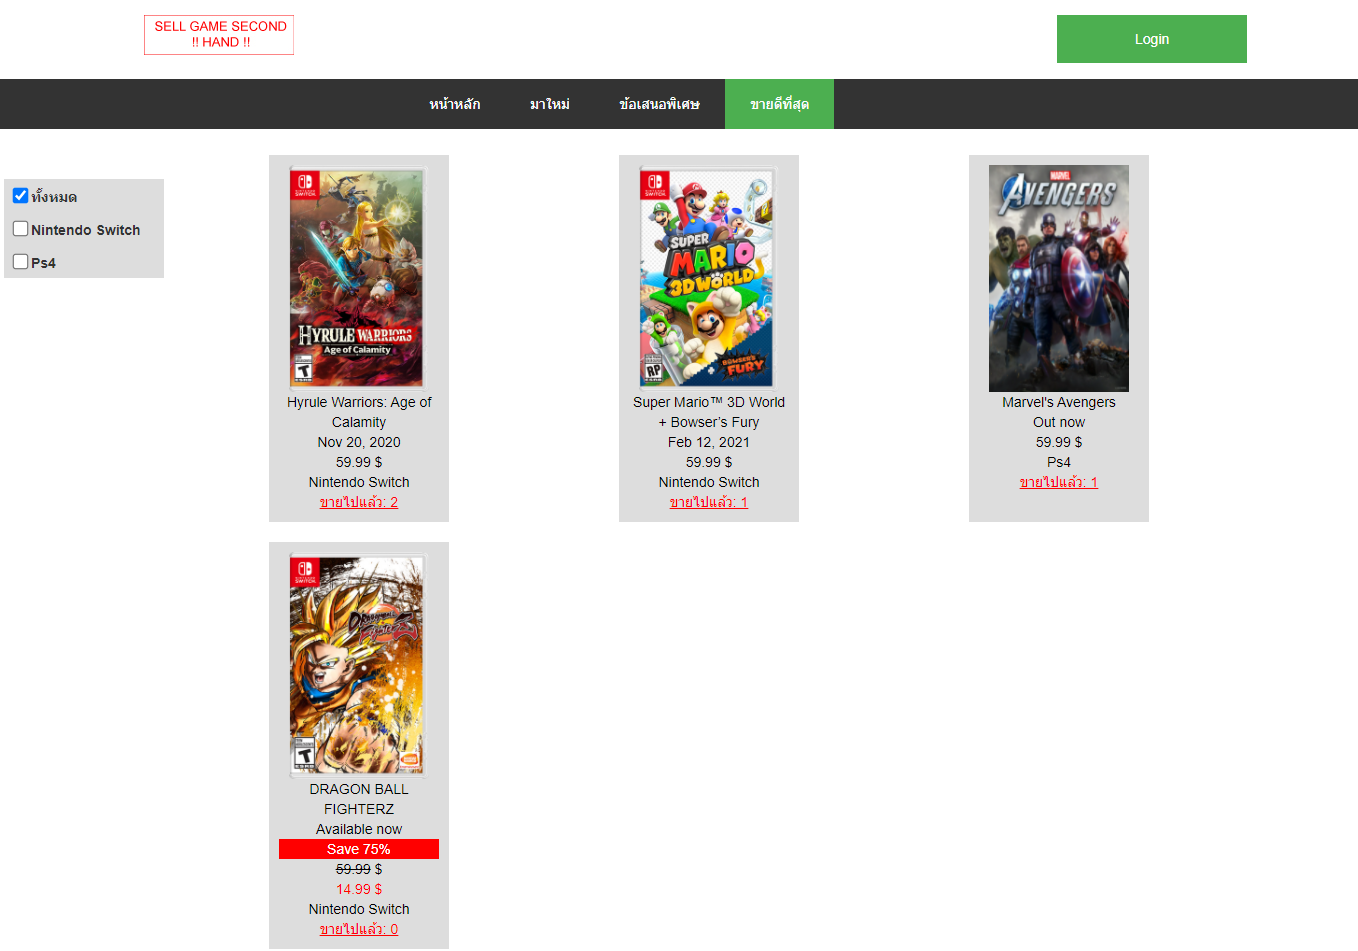 SELL GAME SECOND
!! HAND !!
Login
หน้าหลัก
มาใหม่
ข้อเสนอพิเศษ
ขายดีที่สุด
ทั้งหมด
Nintendo Switch
Ps4
NINTENDO
SWITCH
HYRULE WARRIORS
Age of Calamity
T
Hyrule Warriors: Age of
Calamity
Nov 20, 2020
59.99 $
Nintendo Switch
ขายไปแล้ว: 2
NINTENDO
SWITCH
SUPER
MARIO
3D WORLD
+ BOWSER'S
FURY
RP
Super Mario™ 3D World
+ Bowser’s Fury
Feb 12, 2021
59.99 $
Nintendo Switch
ขายไปแล้ว: 1
MARVEL
AVENGERS
Marvel's Avengers
Out now
59.99 $
Ps4
ขายไปแล้ว: 1
NINTENDO
SWITCH
DRAGON BALL
FighterZ
T
DRAGON BALL
FIGHTERZ
Available now
Save 75%
59.99 $
14.99 $
Nintendo Switch
ขายไปแล้ว: 0